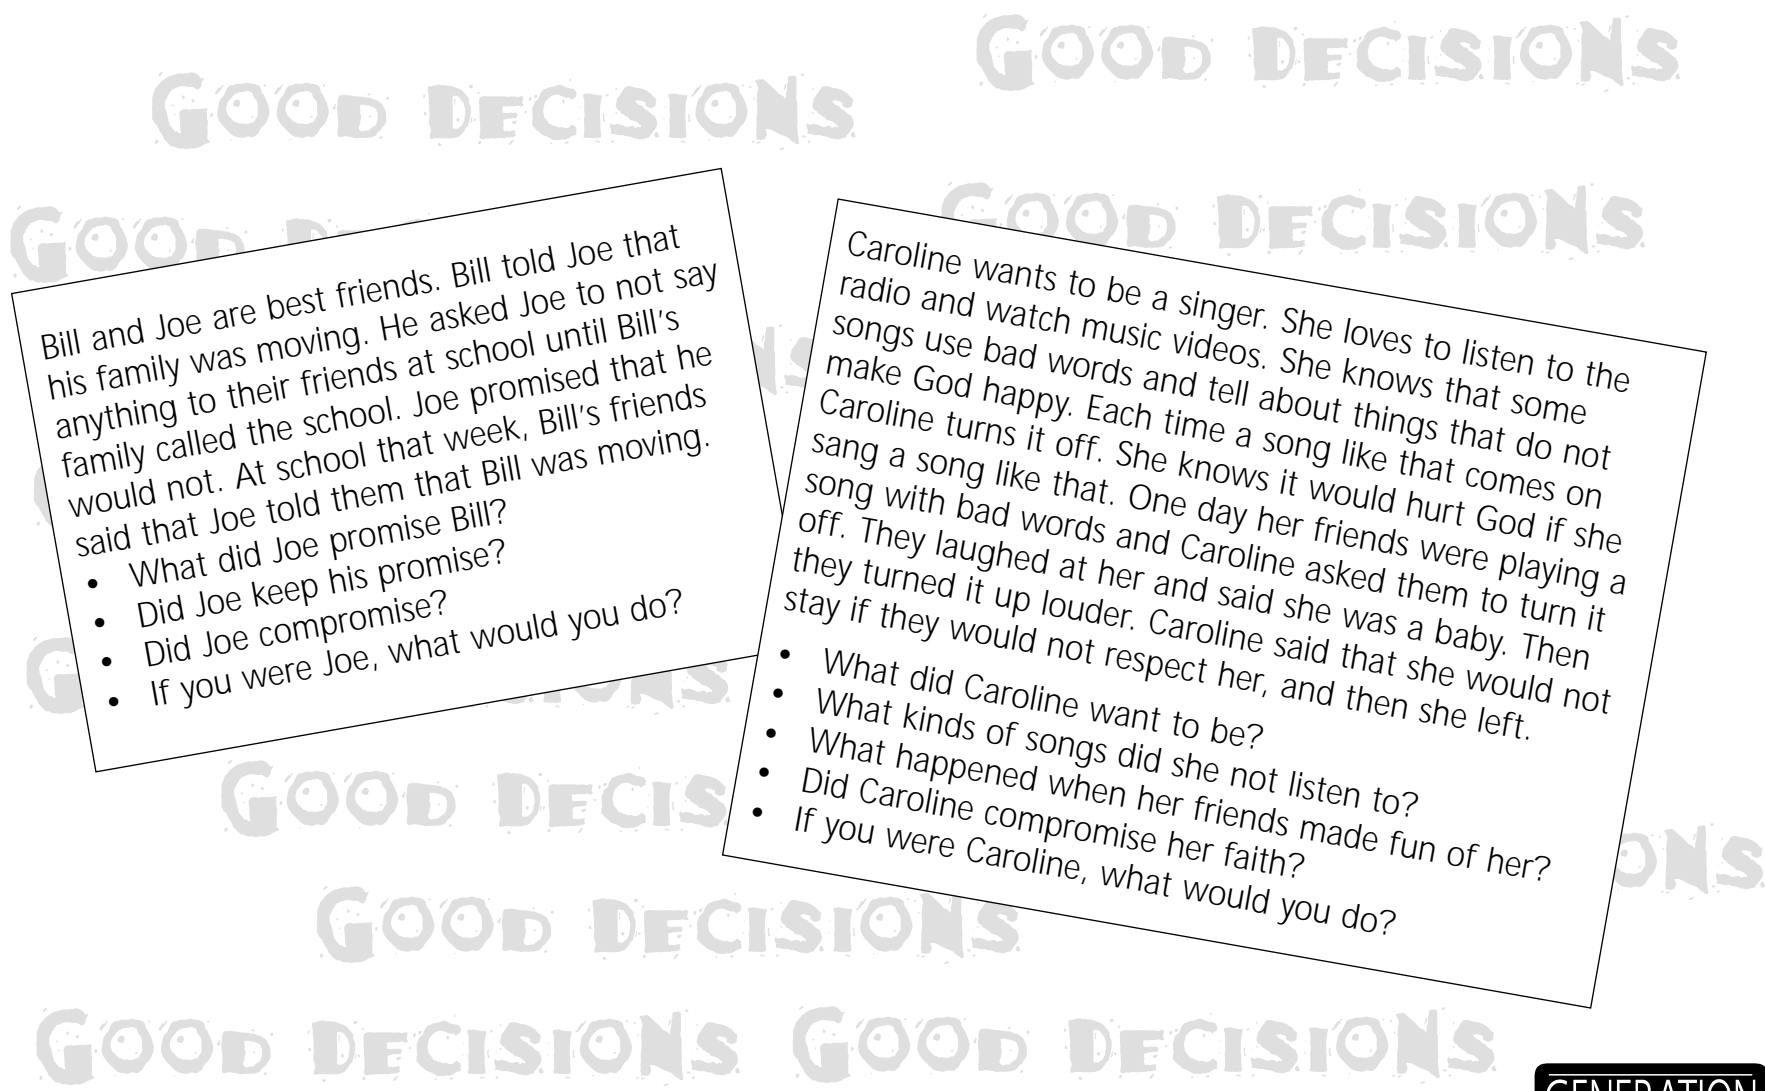 GOOD DECISIONS
GOOD DECISIONS
GOOD
GOOD DECISIONS
Bill and Joe are best friends. Bill told Joe that
his family was moving. He asked Joe to not say
anything to their friends at school until Bill's
family called the school. Joe promised that he
would not. At school that week, Bill's friends
said that Joe told them that Bill was moving.
• What did Joe promise Bill?
• Did Joe keep his promise?
• Did Joe compromise?
• If you were Joe, what would you do?
Caroline wants to be a singer. She loves to listen to the
radio and watch music videos. She knows that some
songs use bad words and tell about things that do not
make God happy. Each time a song like that comes on
Caroline turns it off. She knows it would hurt God if she
sang a song like that. One day her friends were playing a
song with bad words and Caroline asked them to turn it
off. They laughed at her and said she was a baby. Then
they turned it up louder. Caroline said that she would not
stay if they would not respect her, and then she left.
• What did Caroline want to be?
• What kinds of songs did she not listen to?
• What happened when her friends made fun of her?
• Did Caroline compromise her faith?
• If you were Caroline, what would you do?
GOOD DECIS
ONS
GOOD DECISIONS
GOOD DECISIONS
GOOD DECISIONS
GENERATION